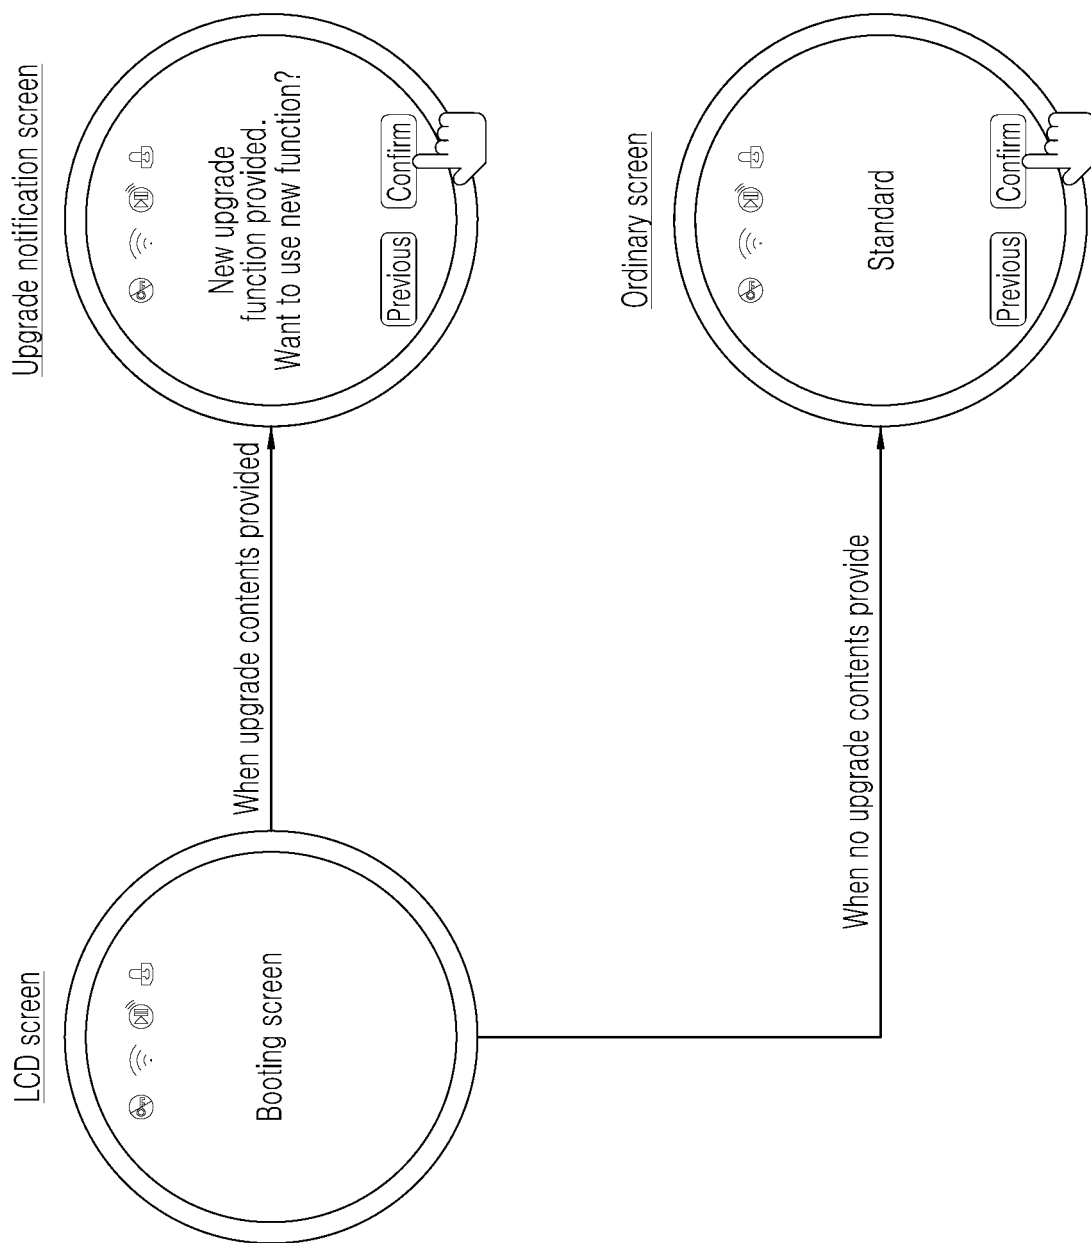 LCD screen
Booting screen
When upgrade contents provided
When no upgrade contents provide
Upgrade notification screen
New upgrade
function provided.
Want to use new function?
Previous
Confirm
Ordinary screen
Standard
Previous
Confirm